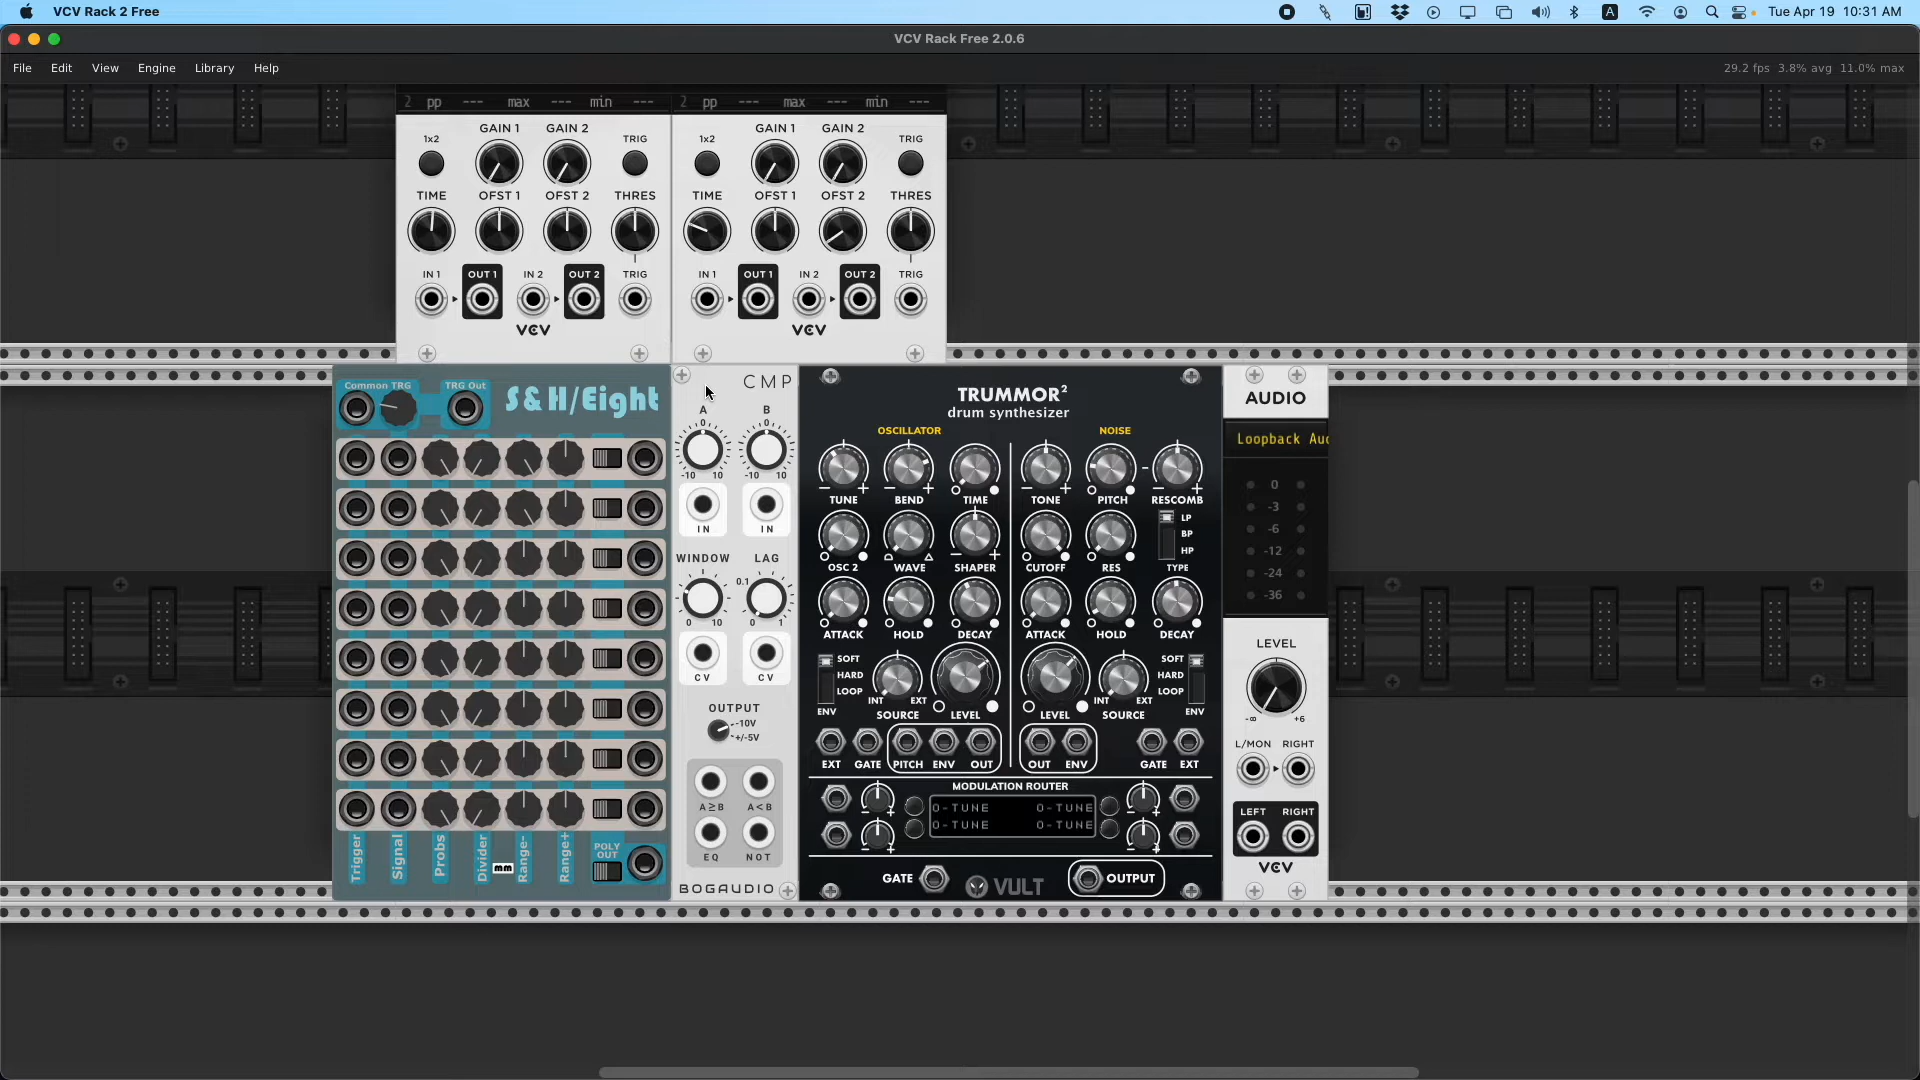 VCV Rack 2 Free
A
Tue Apr 19 10:31 AM
VCV Rack Free 2.0.6
File Edit View Engine Library Help
29.2 fps 3.8% avg 11.0% max
2 pp --- max --- min --- 2 pp --- max --- min ---
1x2 GAIN 1 GAIN 2 TRIG
TIME OFST 1 OFST 2 THRES
IN 1 OUT 1 IN 2 OUT 2 TRIG
VCV
1x2 GAIN 1 GAIN 2 TRIG
TIME OFST 1 OFST 2 THRES
IN 1 OUT 1 IN 2 OUT 2 TRIG
VCV
Common TRG TRG Out S&H/Eight
Trigger Signal Probs Divider mm Range- Range+
POLY
OUT
CMP
A B
0 0
-10 10 -10 10
IN IN
WINDOW LAG
0.1
0 10 0 1
CV CV
OUTPUT
-10V
+/-5V
A≥B A<B
EQ NOT
BOGAUDIO
TRUMMOR²
drum synthesizer
OSCILLATOR NOISE
TUNE BEND TIME TONE PITCH RESCOMB
LP
BP
HP
OSC 2 WAVE SHAPER CUTOFF RES TYPE
ATTACK HOLD DECAY ATTACK HOLD DECAY
SOFT SOFT
HARD HARD
LOOP INT EXT INT EXT LOOP
ENV SOURCE LEVEL LEVEL SOURCE ENV
EXT GATE PITCH ENV OUT OUT ENV GATE EXT
MODULATION ROUTER
O-TUNE O-TUNE
O-TUNE O-TUNE
GATE VULT OUTPUT
AUDIO
Loopback Aud
0
-3
-6
-12
-24
-36
LEVEL
-∞ +6
L/MON RIGHT
LEFT RIGHT
VCV